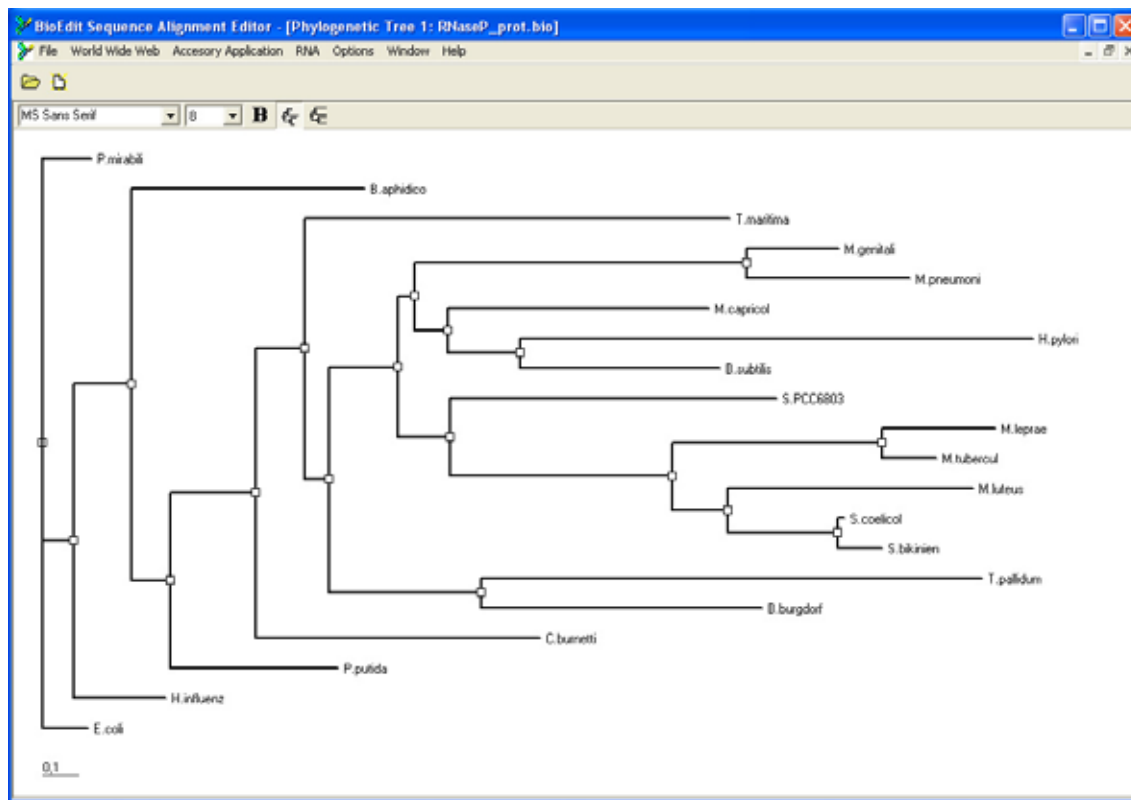 BioEdit Sequence Alignment Editor - [Phylogenetic Tree 1: RNaseP_prot.bio]
File World Wide Web Accesory Application RNA Options Window Help
MS Sans Serif 8 B
P.mirabili
B.aphidico
T.maritima
M.genitali
M.pneumoni
M.capricol
H.pylori
B.subtilis
S.PCC6803
M.leprae
M.tubercul
M.luteus
S.coelicol
S.bikinien
T.pallidum
B.burgdorf
C.burnetti
P.putida
H.influenz
E.coli
0,1